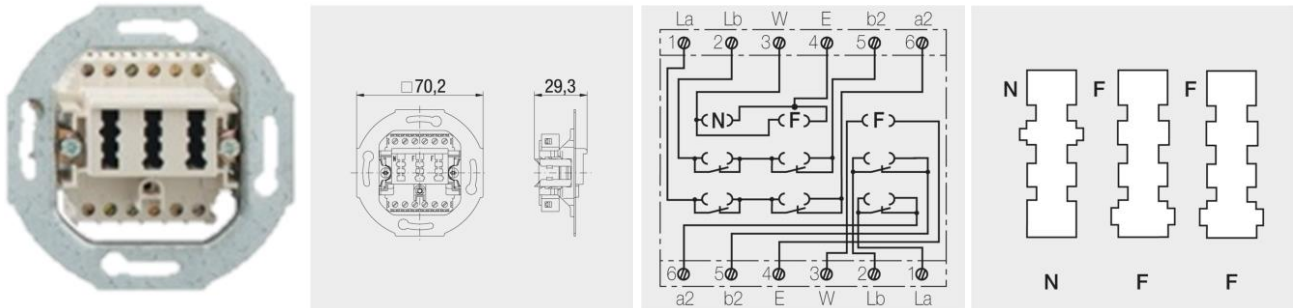 □70,2
29,3
La Lb W E b2 a2
1 2 3 4 5 6
N F F
6 5 4 3 2 1
a2 b2 E W Lb La
N F F
N F F